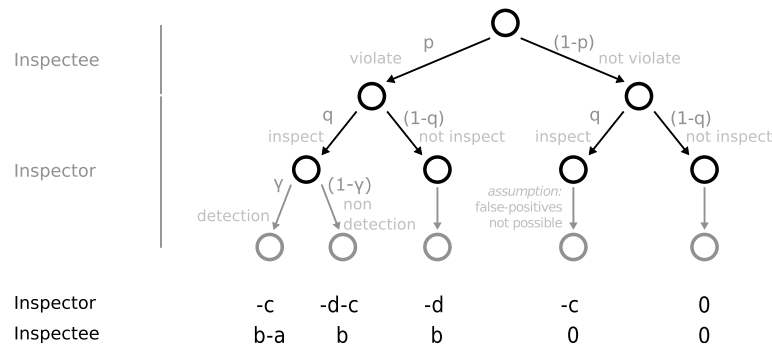 Inspectee
p
(1-p)
violate
not violate
q
(1-q)
q
(1-q)
inspect
not inspect
inspect
not inspect
Inspector
γ
(1-γ)
detection
non
detection
assumption:
false-positives
not possible
Inspector -c -d-c -d -c 0
Inspectee b-a b b 0 0